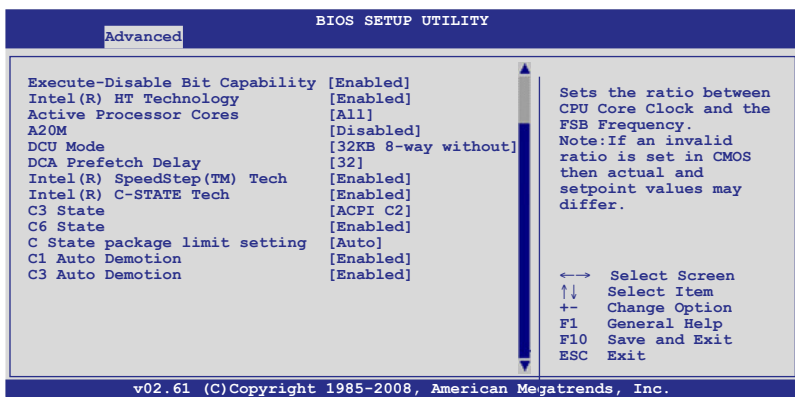 BIOS SETUP UTILITY
Advanced
Execute-Disable Bit Capability [Enabled]
Intel(R) HT Technology [Enabled]
Active Processor Cores [All]
A20M [Disabled]
DCU Mode [32KB 8-way without]
DCA Prefetch Delay [32]
Intel(R) SpeedStep(TM) Tech [Enabled]
Intel(R) C-STATE Tech [Enabled]
C3 State [ACPI C2]
C6 State [Enabled]
C State package limit setting [Auto]
C1 Auto Demotion [Enabled]
C3 Auto Demotion [Enabled]
Sets the ratio between
CPU Core Clock and the
FSB Frequency.
Note:If an invalid
ratio is set in CMOS
then actual and
setpoint values may
differ.
←→ Select Screen
↑↓ Select Item
+- Change Option
F1 General Help
F10 Save and Exit
ESC Exit
v02.61 (C)Copyright 1985-2008, American Megatrends, Inc.